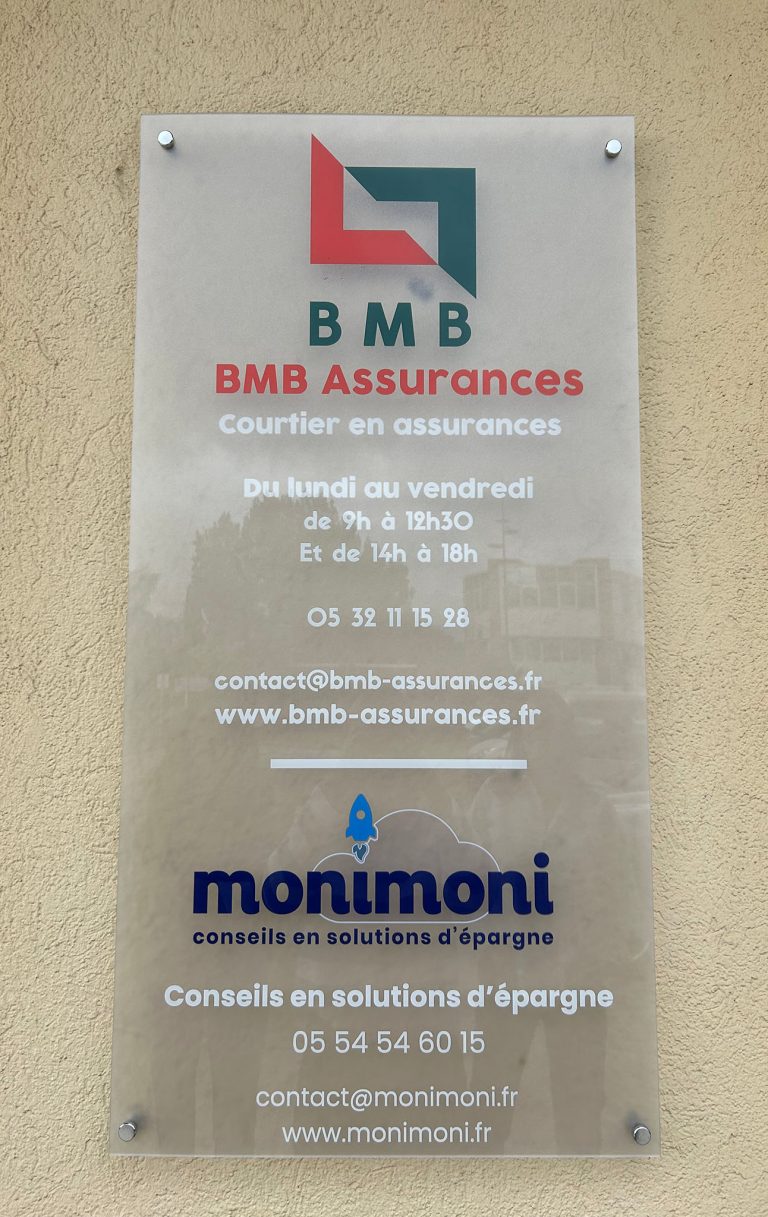 BMB
BMB Assurances
Courtier en assurances
Du lundi au vendredi
de 9h à 12h30
Et de 14h à 18h
05 32 11 15 28
contact@bmb-assurances.fr
www.bmb-assurances.fr
monimoni
conseils en solutions d'épargne
Conseils en solutions d'épargne
05 54 54 60 15
contact@monimoni.fr
www.monimoni.fr